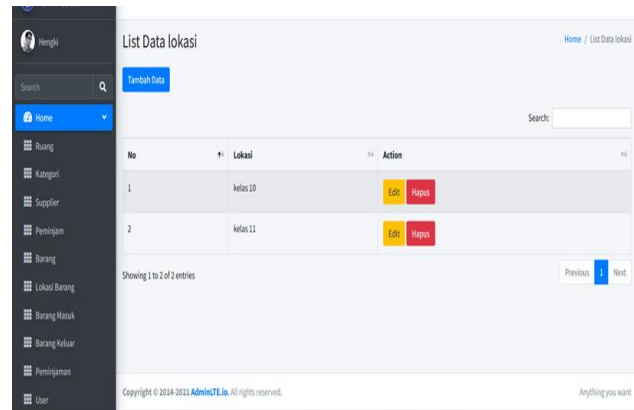 Hengki
Search
Home
Ruang
Kategori
Supplier
Peminjam
Barang
Lokasi Barang
Barang Masuk
Barang Keluar
Peminjaman
User
List Data lokasi
Home / List Data lokasi
Tambah Data
Search:
No Lokasi Action
1 kelas 10 Edit Hapus
2 kelas 11 Edit Hapus
Showing 1 to 2 of 2 entries
Previous 1 Next
Copyright © 2014-2021 AdminLTE.io. All rights reserved.
Anything you want